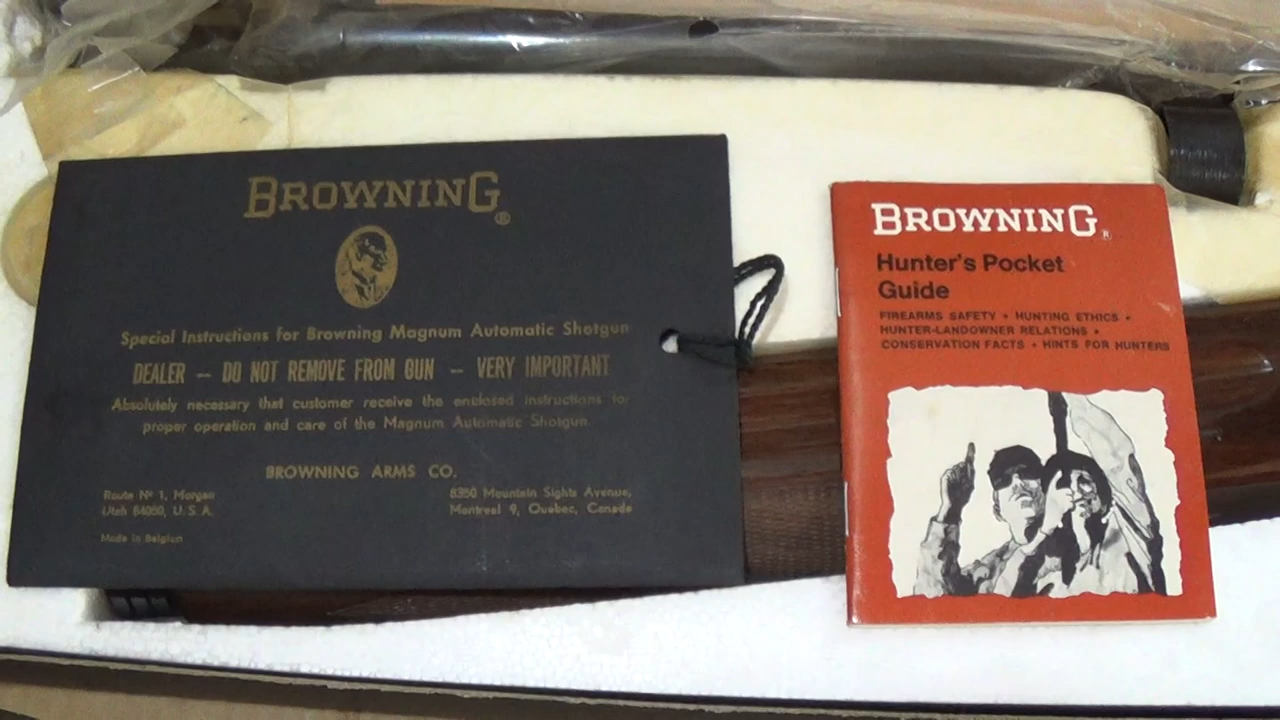 BROWNING®
Special Instructions for Browning Magnum Automatic Shotgun
DEALER — DO NOT REMOVE FROM GUN — VERY IMPORTANT
Absolutely necessary that customer receive the enclosed instructions for
proper operation and care of the Magnum Automatic Shotgun.
BROWNING ARMS CO.
Route Nº 1, Morgan
Utah 84050, U.S.A.
8350 Mountain Sights Avenue,
Montreal 9, Quebec, Canada
Made in Belgium
BROWNING®
Hunter's Pocket
Guide
FIREARMS SAFETY • HUNTING ETHICS •
HUNTER-LANDOWNER RELATIONS •
CONSERVATION FACTS • HINTS FOR HUNTERS